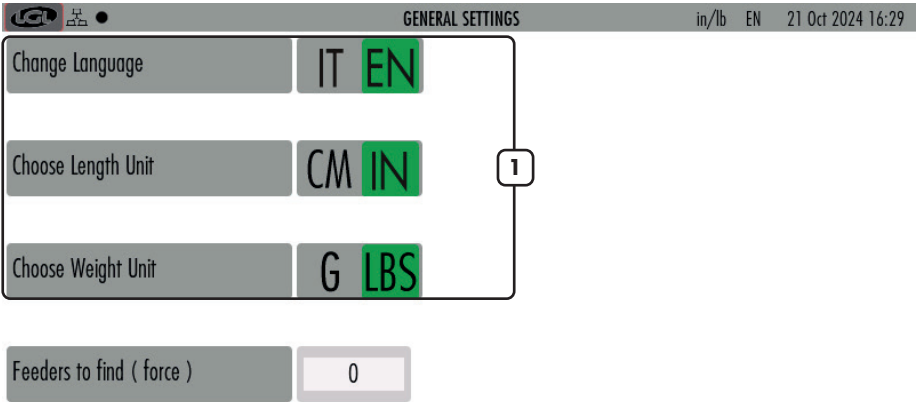 LGL GENERAL SETTINGS in/lb EN 21 Oct 2024 16:29
Change Language IT EN
1
Choose Length Unit CM IN
Choose Weight Unit G LBS
Feeders to find ( force ) 0